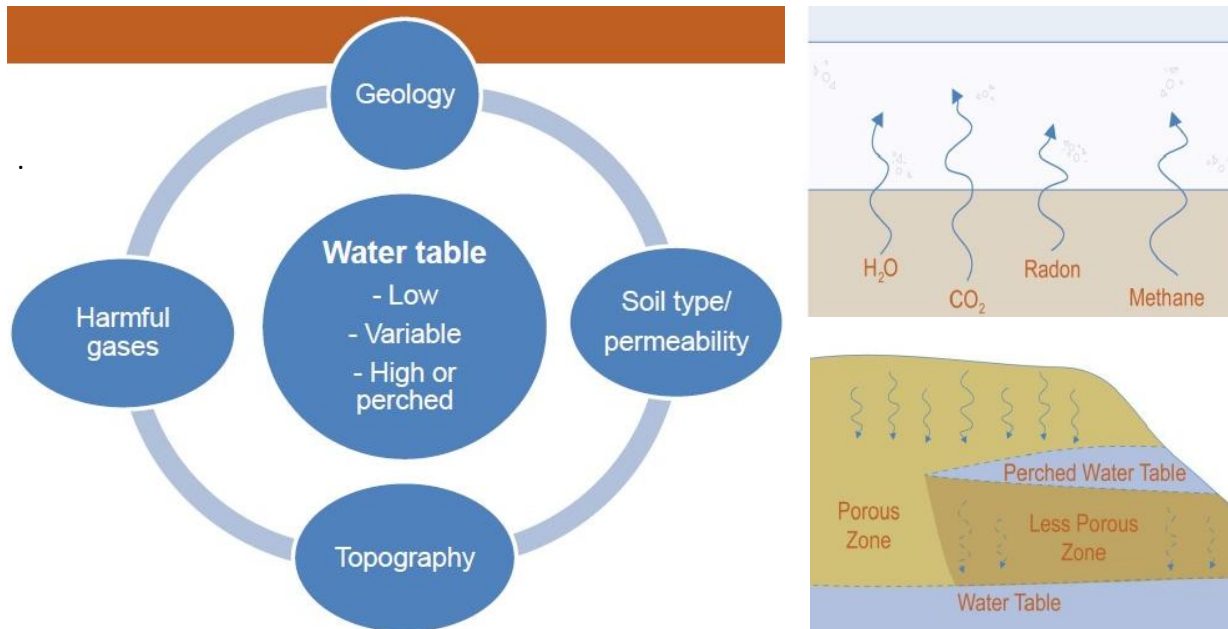 Geology
.
Water table
- Low
- Variable
- High or
perched
Harmful
gases
Soil type/
permeability
Topography
H₂O
CO₂
Radon
Methane
Perched Water Table
Porous
Zone
Less Porous
Zone
Water Table